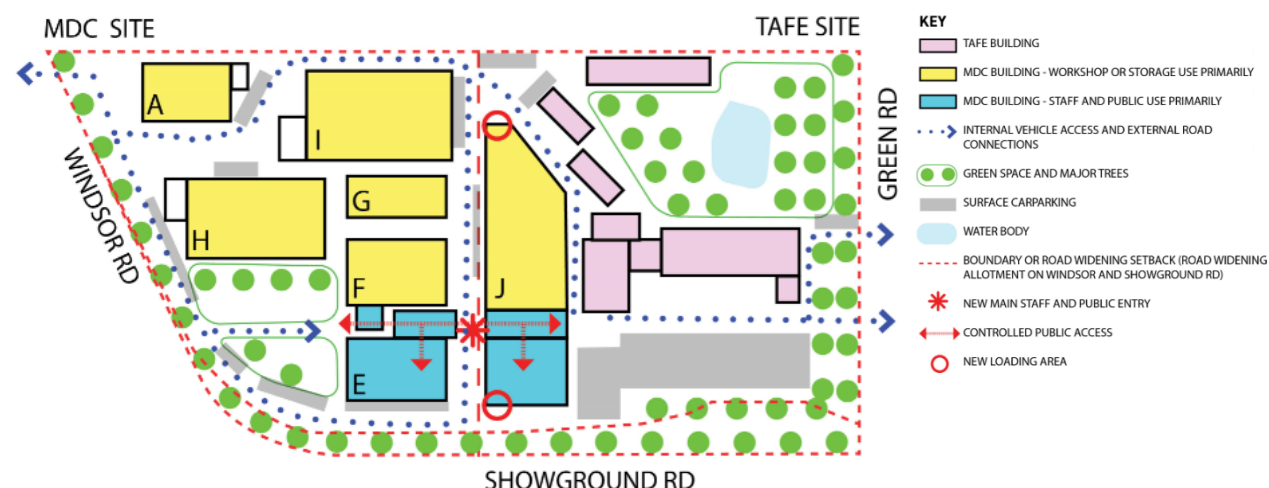 MDC SITE
TAFE SITE
A
I
G
H
F
J
E
WINDSOR RD
GREEN RD
SHOWGROUND RD
KEY
TAFE BUILDING
MDC BUILDING - WORKSHOP OR STORAGE USE PRIMARILY
MDC BUILDING - STAFF AND PUBLIC USE PRIMARILY
INTERNAL VEHICLE ACCESS AND EXTERNAL ROAD
CONNECTIONS
GREEN SPACE AND MAJOR TREES
SURFACE CARPARKING
WATER BODY
BOUNDARY OR ROAD WIDENING SETBACK (ROAD WIDENING
ALLOTMENT ON WINDSOR AND SHOWGROUND RD)
NEW MAIN STAFF AND PUBLIC ENTRY
CONTROLLED PUBLIC ACCESS
NEW LOADING AREA